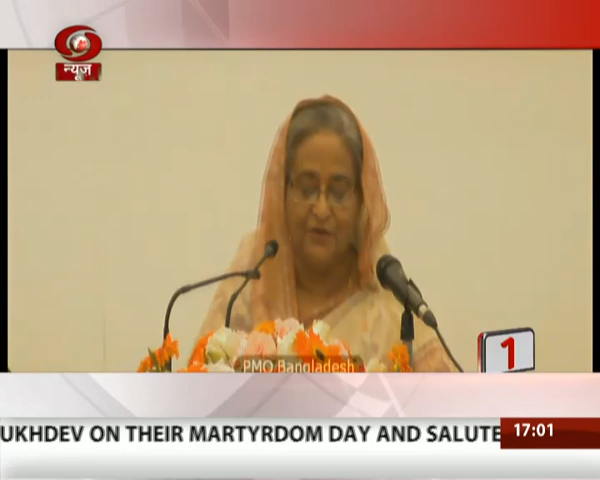 न्यूज़
PMO Bangladesh
1
UKHDEV ON THEIR MARTYRDOM DAY AND SALUTE
17:01